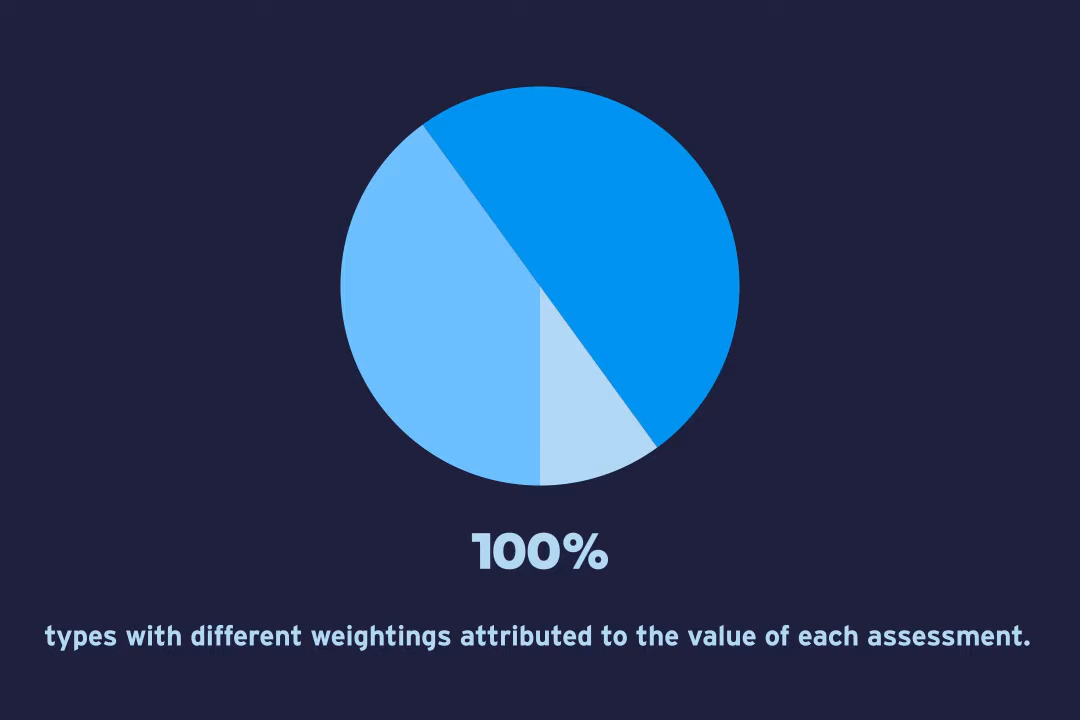 100%
types with different weightings attributed to the value of each assessment.